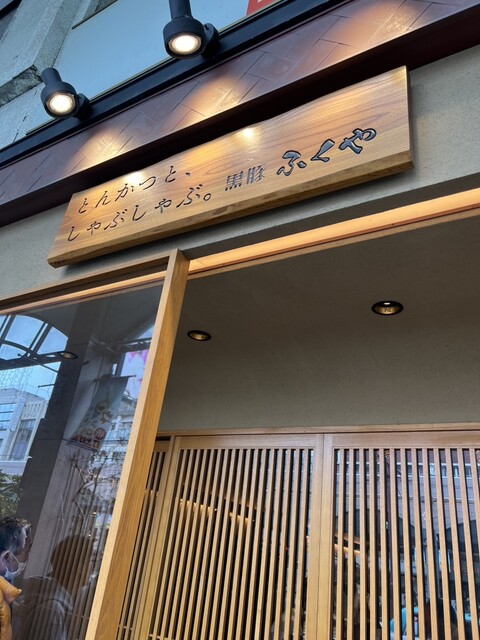 とんかつと、
しゃぶしゃぶ。黒豚 ふくや